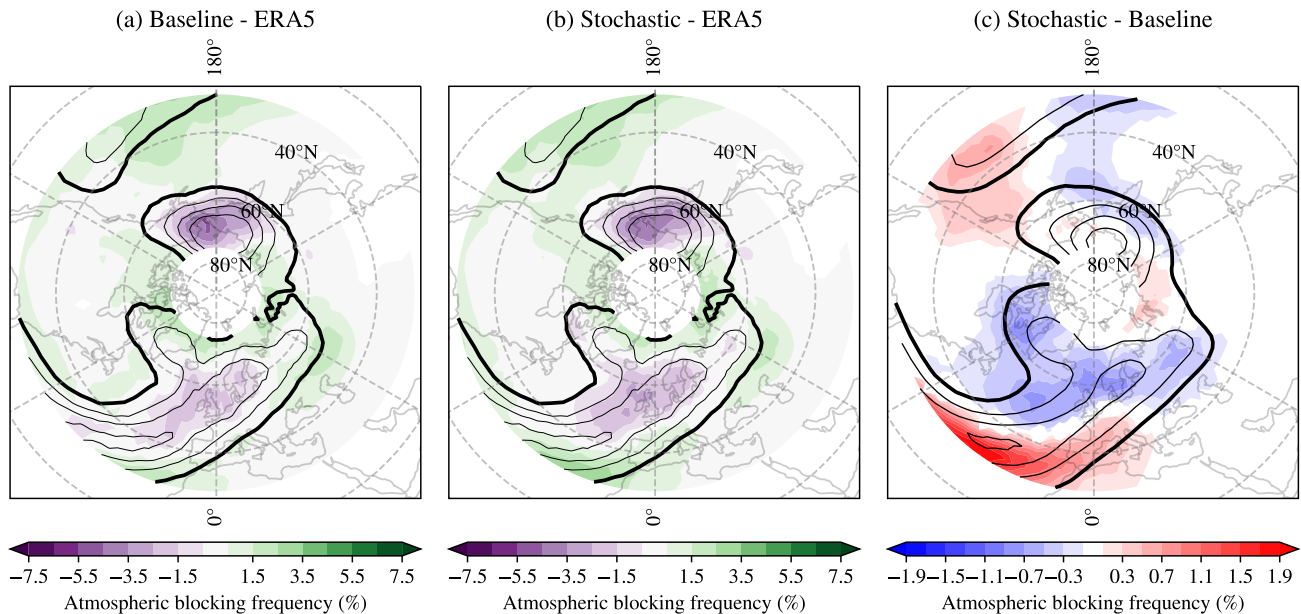 (a) Baseline - ERA5
(b) Stochastic - ERA5
(c) Stochastic - Baseline
180°
180°
180°
40°N
40°N
40°N
60°N
60°N
60°N
80°N
80°N
80°N
0°
0°
0°
−7.5 −5.5 −3.5 −1.5 1.5 3.5 5.5 7.5
−7.5 −5.5 −3.5 −1.5 1.5 3.5 5.5 7.5
−1.9 −1.5 −1.1 −0.7 −0.3 0.3 0.7 1.1 1.5 1.9
Atmospheric blocking frequency (%)
Atmospheric blocking frequency (%)
Atmospheric blocking frequency (%)